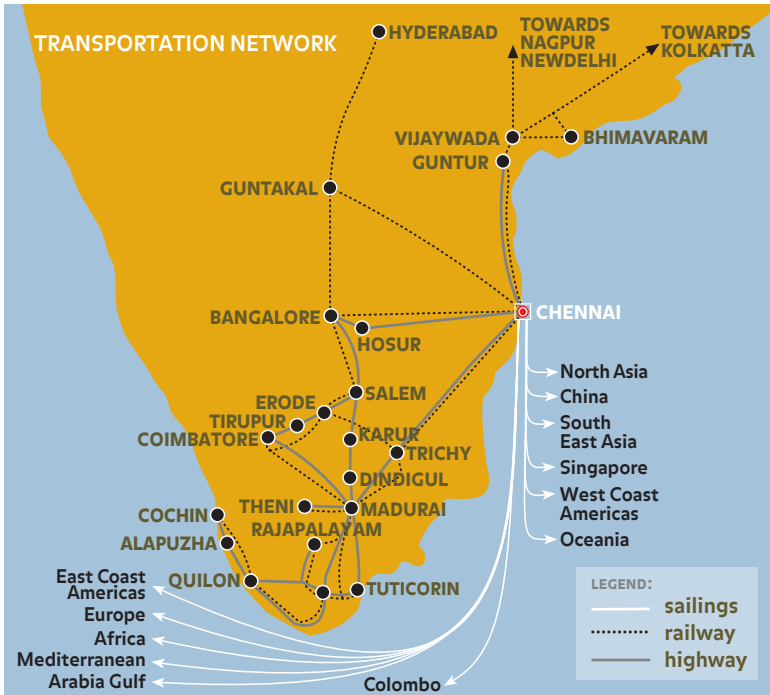 TRANSPORTATION NETWORK
HYDERABAD
TOWARDS
NAGPUR
NEWDELHI
TOWARDS
KOLKATTA
VIJAYWADA
BHIMAVARAM
GUNTUR
GUNTAKAL
BANGALORE
HOSUR
CHENNAI
North Asia
China
South
East Asia
Singapore
West Coast
Americas
Oceania
SALEM
ERODE
TIRUPUR
COIMBATORE
KARUR
TRICHY
DINDIGUL
THENI
MADURAI
RAJAPALAYAM
COCHIN
ALAPUZHA
QUILON
TUTICORIN
East Coast
Americas
Europe
Africa
Mediterranean
Arabia Gulf
Colombo
LEGEND:
sailings
railway
highway